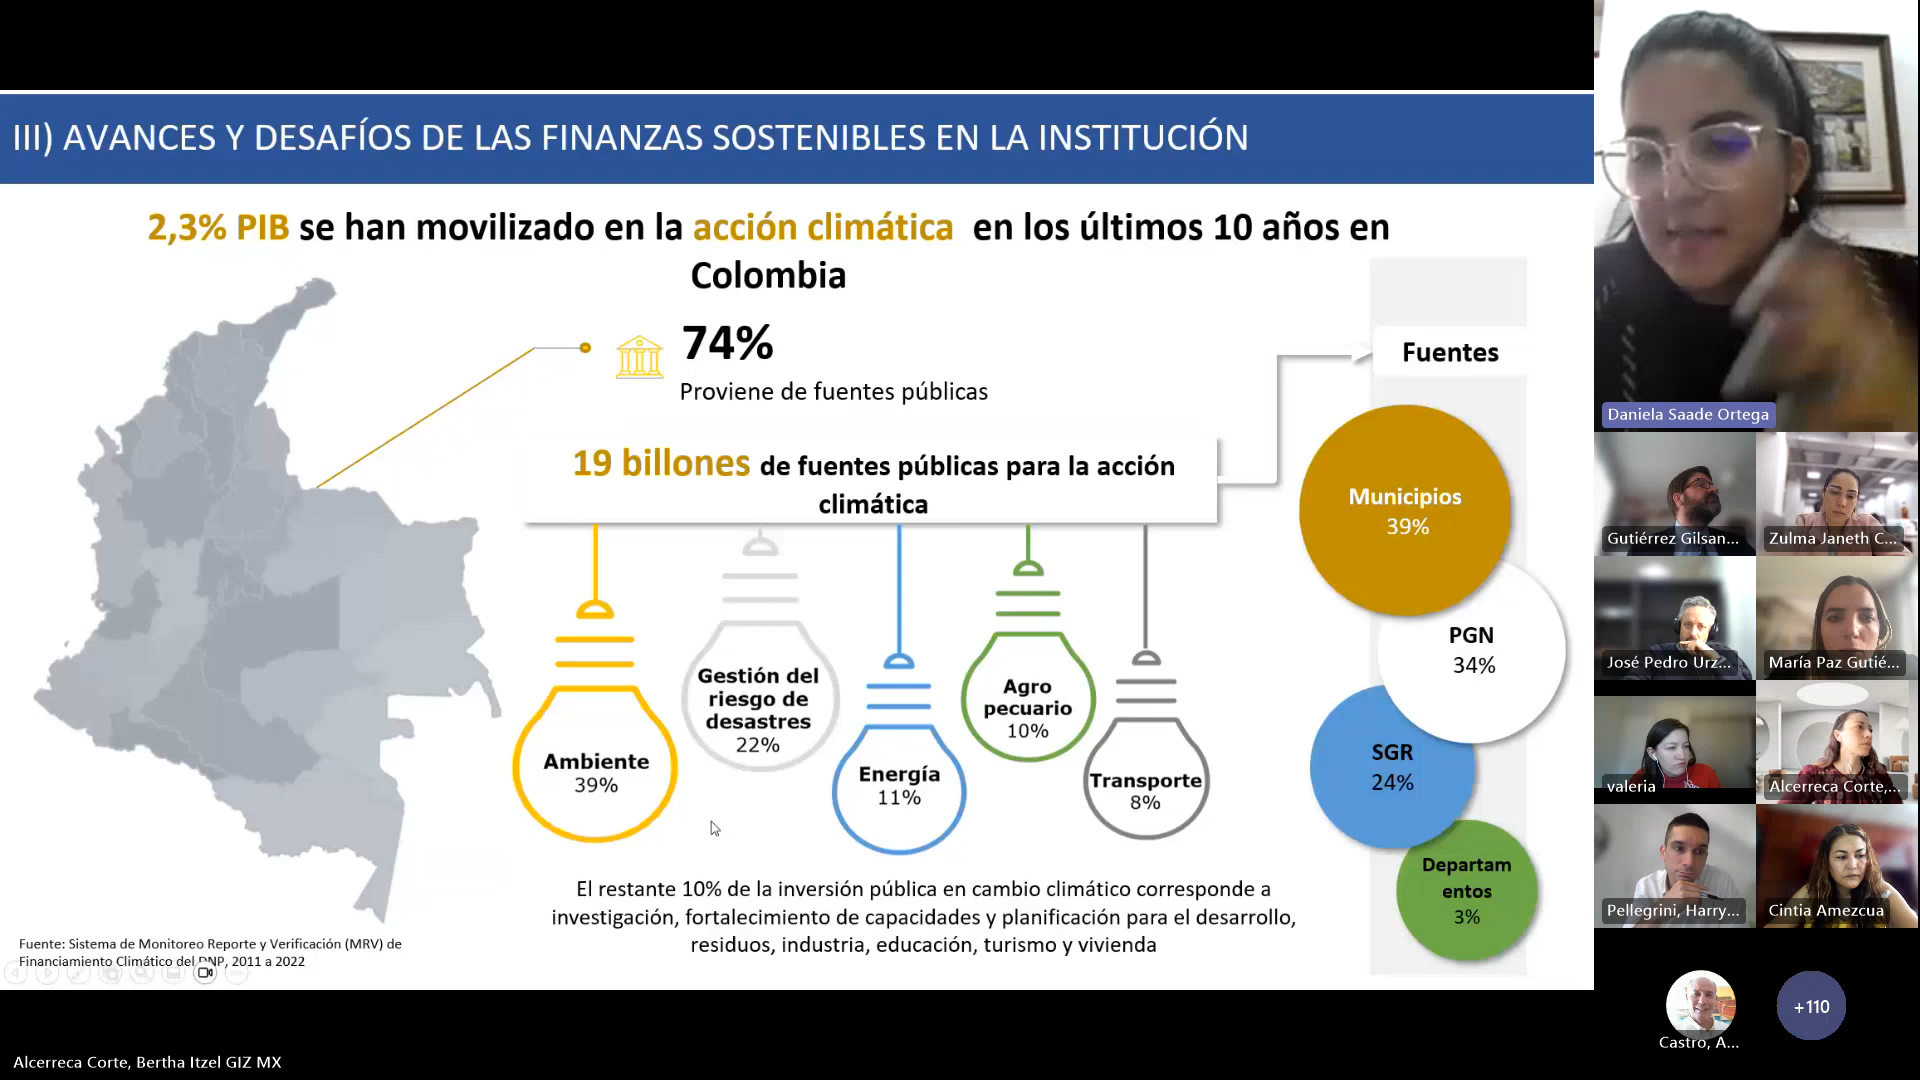 III) AVANCES Y DESAFÍOS DE LAS FINANZAS SOSTENIBLES EN LA INSTITUCIÓN
2,3% PIB se han movilizado en la acción climática en los últimos 10 años en
Colombia
74%
Proviene de fuentes públicas
19 billones de fuentes públicas para la acción
climática
Ambiente
39%
Gestión del
riesgo de
desastres
22%
Energía
11%
Agro
pecuario
10%
Transporte
8%
El restante 10% de la inversión pública en cambio climático corresponde a
investigación, fortalecimiento de capacidades y planificación para el desarrollo,
residuos, industria, educación, turismo y vivienda
Fuentes
Municipios
39%
PGN
34%
SGR
24%
Departam
entos
3%
Fuente: Sistema de Monitoreo Reporte y Verificación (MRV) de
Financiamiento Climático del DNP, 2011 a 2022
Daniela Saade Ortega
Gutiérrez Gilsan...
Zulma Janeth C...
José Pedro Urz...
María Paz Gutié...
valeria
Alcerreca Corte,...
Pellegrini, Harry...
Cintia Amezcua
Castro, A...
+110
Alcerreca Corte, Bertha Itzel GIZ MX